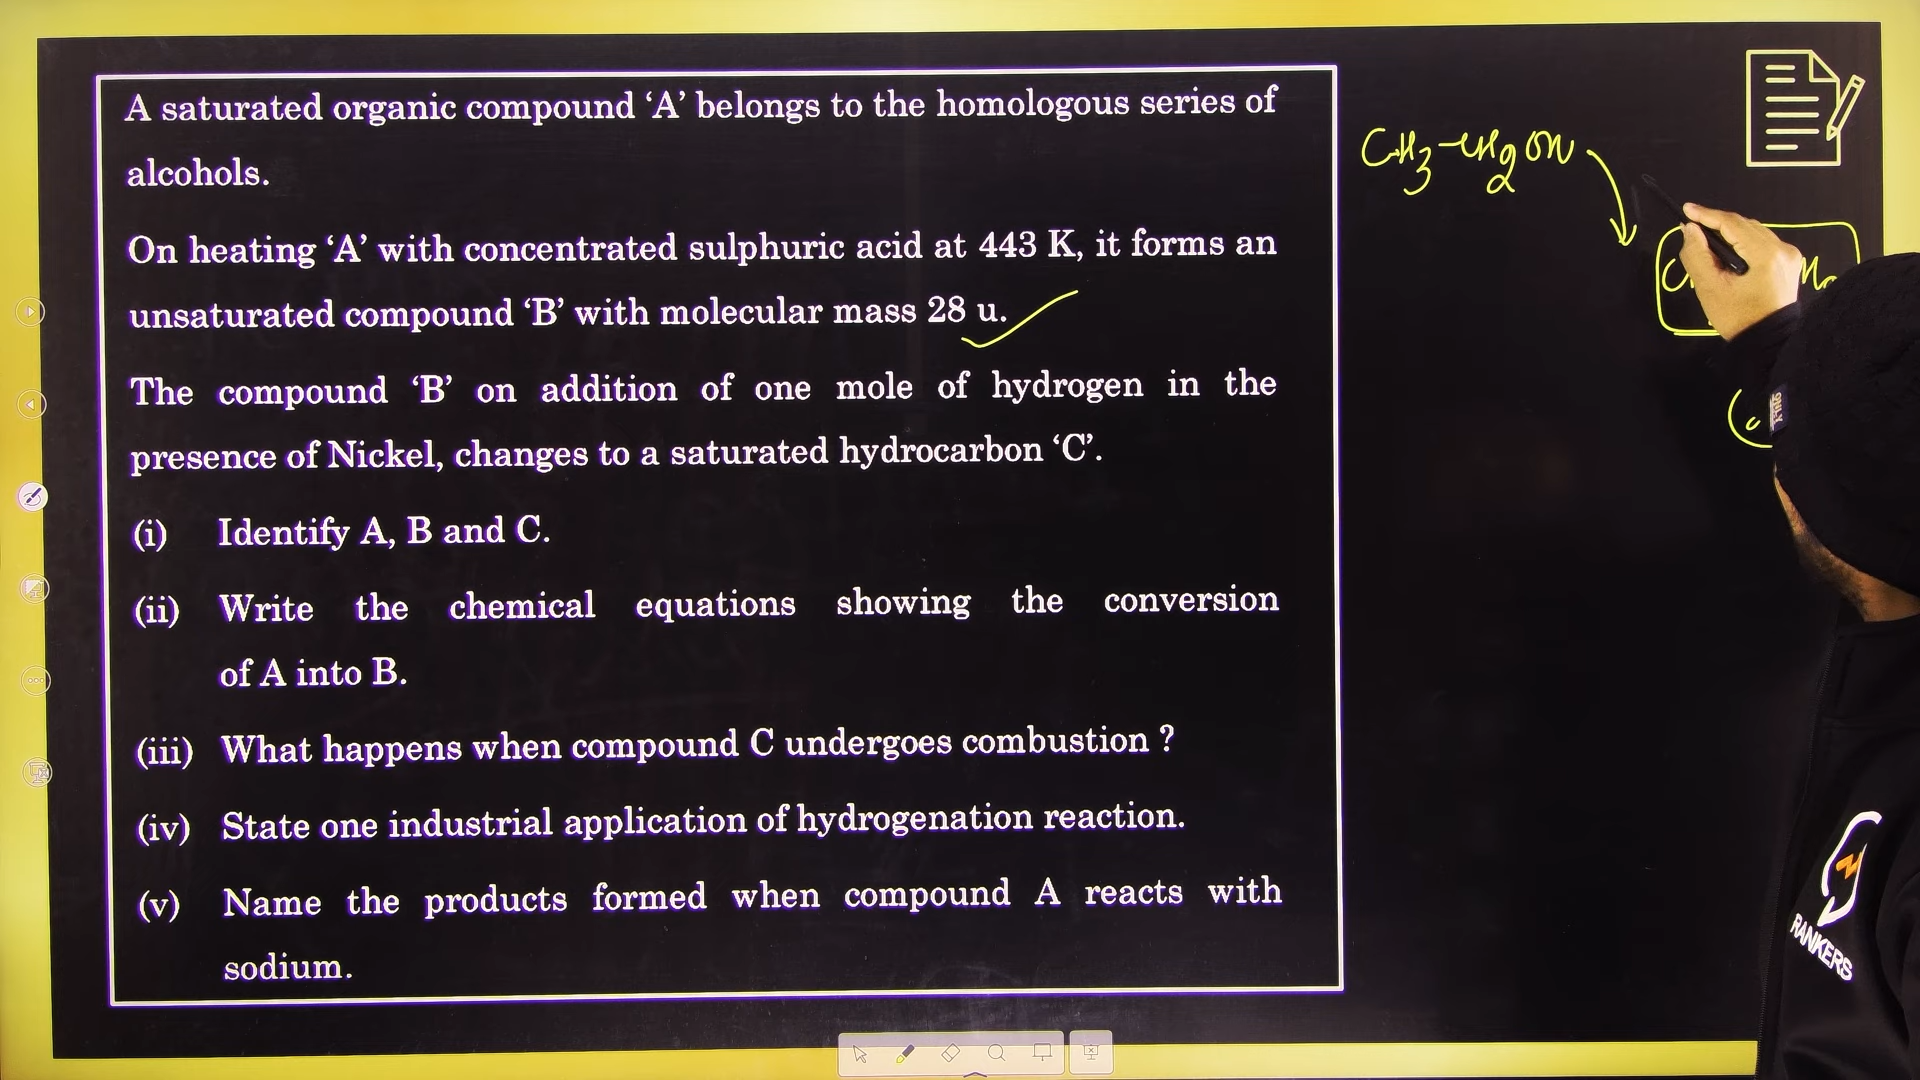 A saturated organic compound ‘A’ belongs to the homologous series of
alcohols.
On heating ‘A’ with concentrated sulphuric acid at 443 K, it forms an
unsaturated compound ‘B’ with molecular mass 28 u.
The compound ‘B’ on addition of one mole of hydrogen in the
presence of Nickel, changes to a saturated hydrocarbon ‘C’.
(i) Identify A, B and C.
(ii) Write the chemical equations showing the conversion
of A into B.
(iii) What happens when compound C undergoes combustion ?
(iv) State one industrial application of hydrogenation reaction.
(v) Name the products formed when compound A reacts with
sodium.
CH3-CH2OH
RANKERS